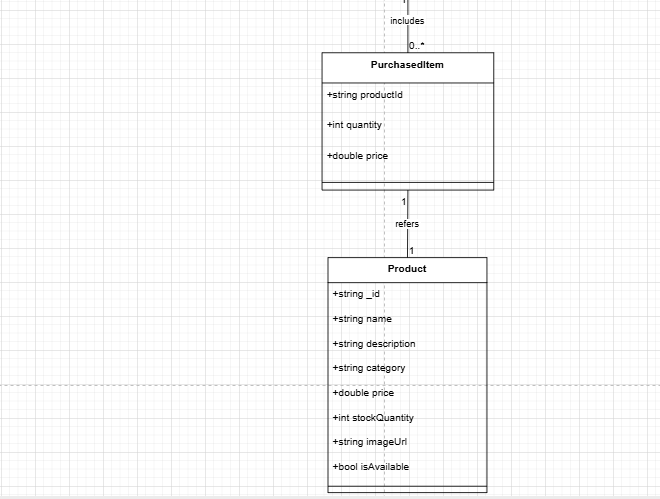 includes
0..*
PurchasedItem
+string productId
+int quantity
+double price
1
refers
1
Product
+string _id
+string name
+string description
+string category
+double price
+int stockQuantity
+string imageUrl
+bool isAvailable